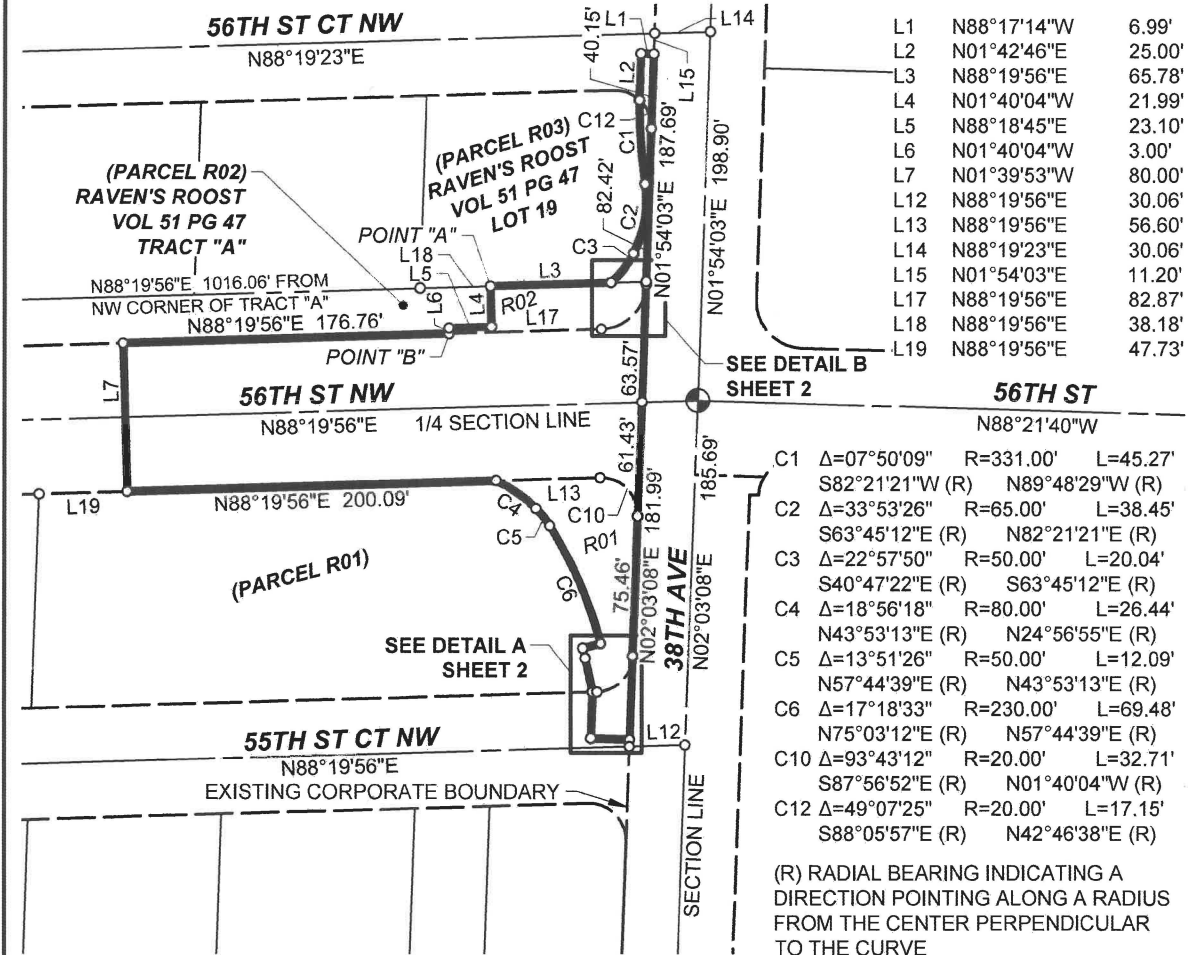 56TH ST CT NW
N88°19'23"E
40.15'
L1
L14
L2
L15
C12
C1
187.69'
(PARCEL R03)
RAVEN'S ROOST
VOL 51 PG 47
LOT 19
(PARCEL R02)
RAVEN'S ROOST
VOL 51 PG 47
TRACT "A"
82.42'
C2
C3
N01°54'03"E
N01°54'03"E 198.90'
POINT "A"
L18
L5
L3
N88°19'56"E 1016.06' FROM
NW CORNER OF TRACT "A"
N88°19'56"E 176.76'
L6
L4
R02
L17
POINT "B"
63.57'
SEE DETAIL B
SHEET 2
L7
56TH ST NW
N88°19'56"E 1/4 SECTION LINE
56TH ST
N88°21'40"W
61.43'
185.69'
L19
N88°19'56"E 200.09'
L13
C4
C10
C5
R01
181.99'
(PARCEL R01)
C6
75.46'
N02°03'08"E
38TH AVE
N02°03'08"E
SEE DETAIL A
SHEET 2
55TH ST CT NW
N88°19'56"E
L12
EXISTING CORPORATE BOUNDARY
SECTION LINE
L1 N88°17'14"W 6.99'
L2 N01°42'46"E 25.00'
L3 N88°19'56"E 65.78'
L4 N01°40'04"W 21.99'
L5 N88°18'45"E 23.10'
L6 N01°40'04"W 3.00'
L7 N01°39'53"W 80.00'
L12 N88°19'56"E 30.06'
L13 N88°19'56"E 56.60'
L14 N88°19'23"E 30.06'
L15 N01°54'03"E 11.20'
L17 N88°19'56"E 82.87'
L18 N88°19'56"E 38.18'
L19 N88°19'56"E 47.73'
C1 Δ=07°50'09" R=331.00' L=45.27'
S82°21'21"W (R) N89°48'29"W (R)
C2 Δ=33°53'26" R=65.00' L=38.45'
S63°45'12"E (R) N82°21'21"E (R)
C3 Δ=22°57'50" R=50.00' L=20.04'
S40°47'22"E (R) S63°45'12"E (R)
C4 Δ=18°56'18" R=80.00' L=26.44'
N43°53'13"E (R) N24°56'55"E (R)
C5 Δ=13°51'26" R=50.00' L=12.09'
N57°44'39"E (R) N43°53'13"E (R)
C6 Δ=17°18'33" R=230.00' L=69.48'
N75°03'12"E (R) N57°44'39"E (R)
C10 Δ=93°43'12" R=20.00' L=32.71'
S87°56'52"E (R) N01°40'04"W (R)
C12 Δ=49°07'25" R=20.00' L=17.15'
S88°05'57"E (R) N42°46'38"E (R)
(R) RADIAL BEARING INDICATING A
DIRECTION POINTING ALONG A RADIUS
FROM THE CENTER PERPENDICULAR
TO THE CURVE